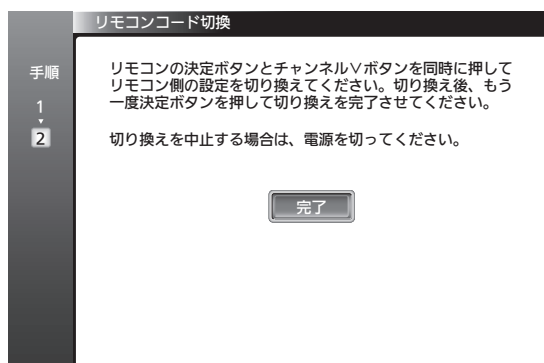 リモコンコード切換
手順
1
2
リモコンの決定ボタンとチャンネル∨ボタンを同時に押して
リモコン側の設定を切り換えてください。切り換え後、もう
一度決定ボタンを押して切り換えを完了させてください。
切り換えを中止する場合は、電源を切ってください。
完了